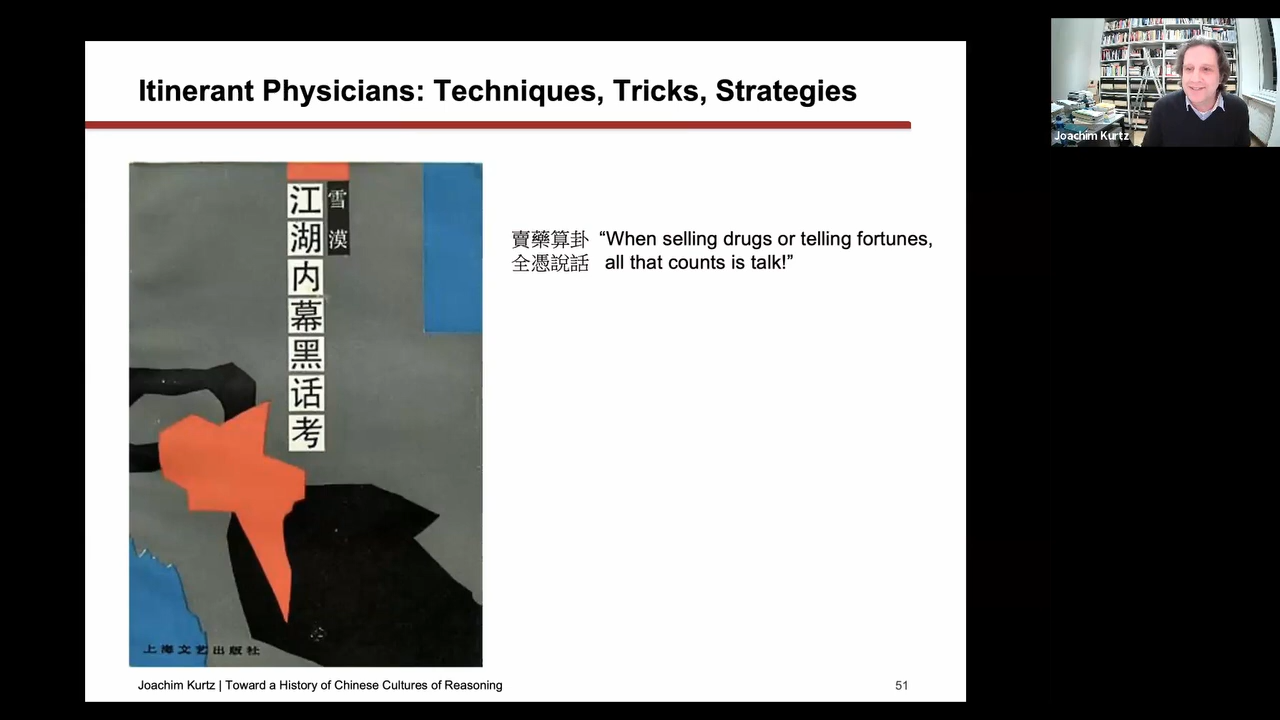 Itinerant Physicians: Techniques, Tricks, Strategies
江湖内幕黑话考
雪漠
賣藥算卦 “When selling drugs or telling fortunes,
全憑說話 all that counts is talk!”
上海文艺出版社
Joachim Kurtz | Toward a History of Chinese Cultures of Reasoning
51
Joachim Kurtz